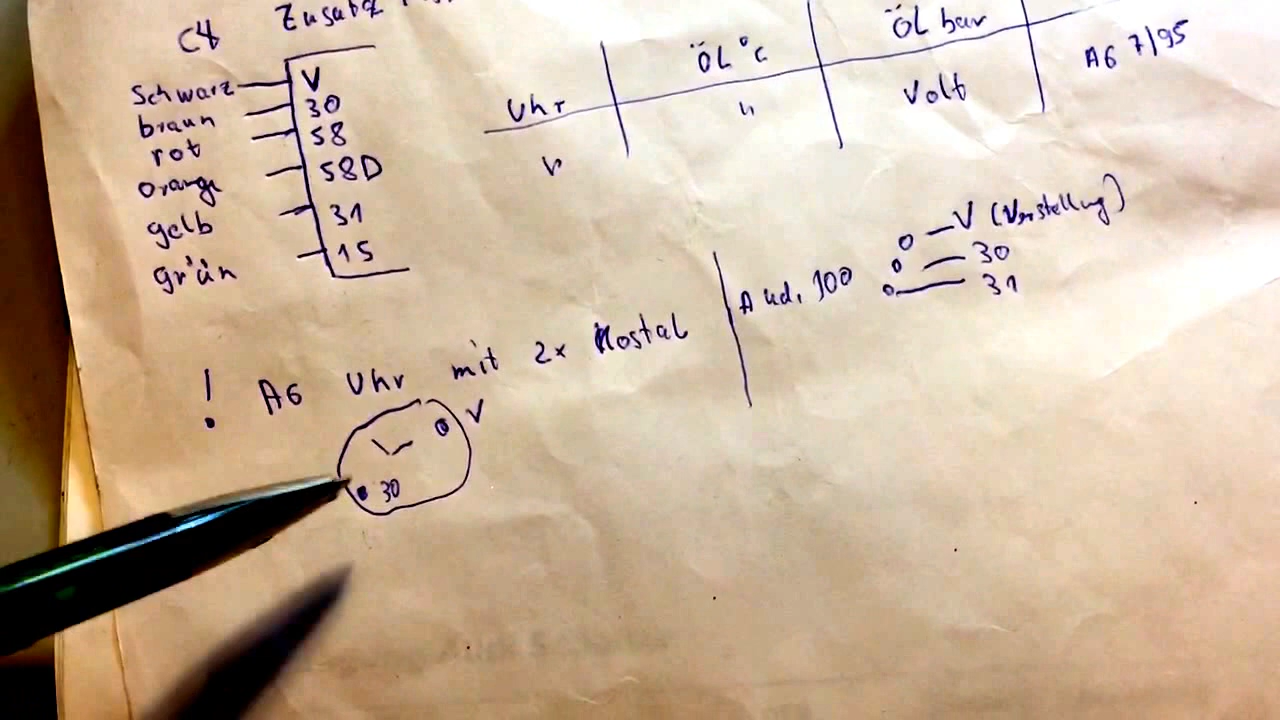 C4 Zusatz
Schwarz V
braun 30
rot 58
orange 58D
gelb 31
grün 15
Uhr Öl °C Öl bar
V " Volt
A6 7/95
! A6 Uhr mit 2x Kostal
V
30
Audi 100
V (Verstellung)
30
31